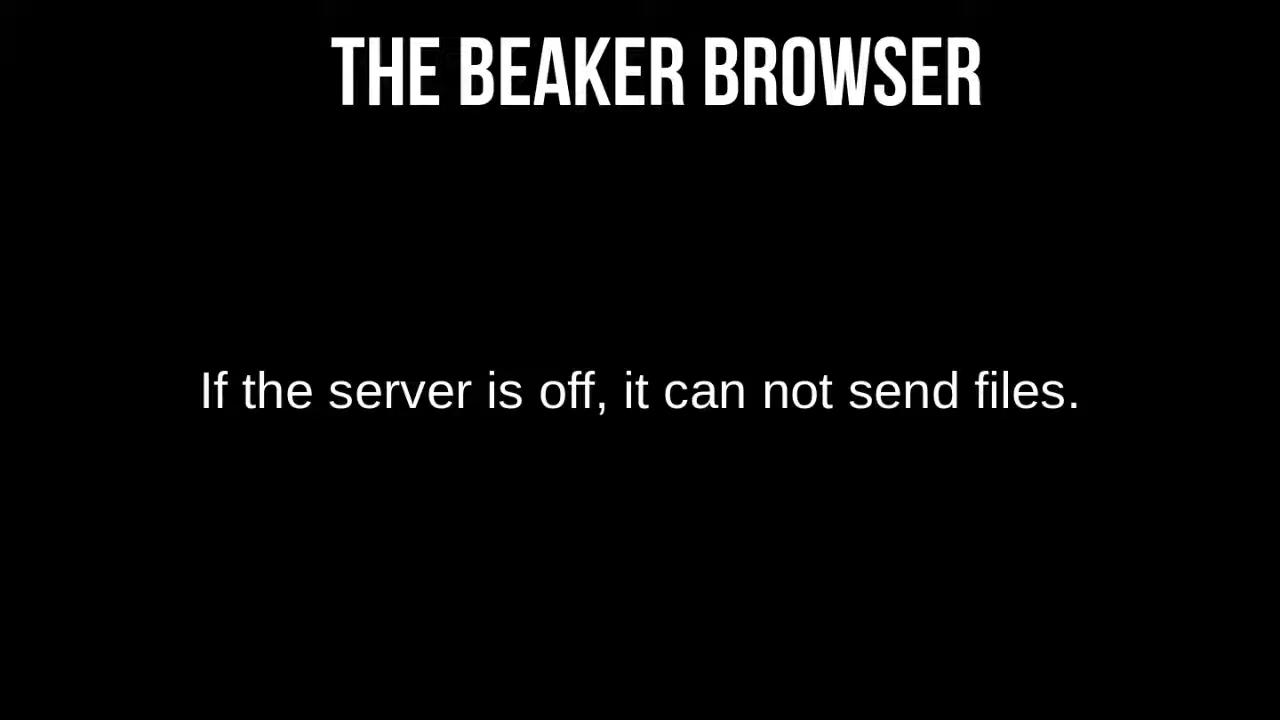 THE BEAKER BROWSER
If the server is off, it can not send files.